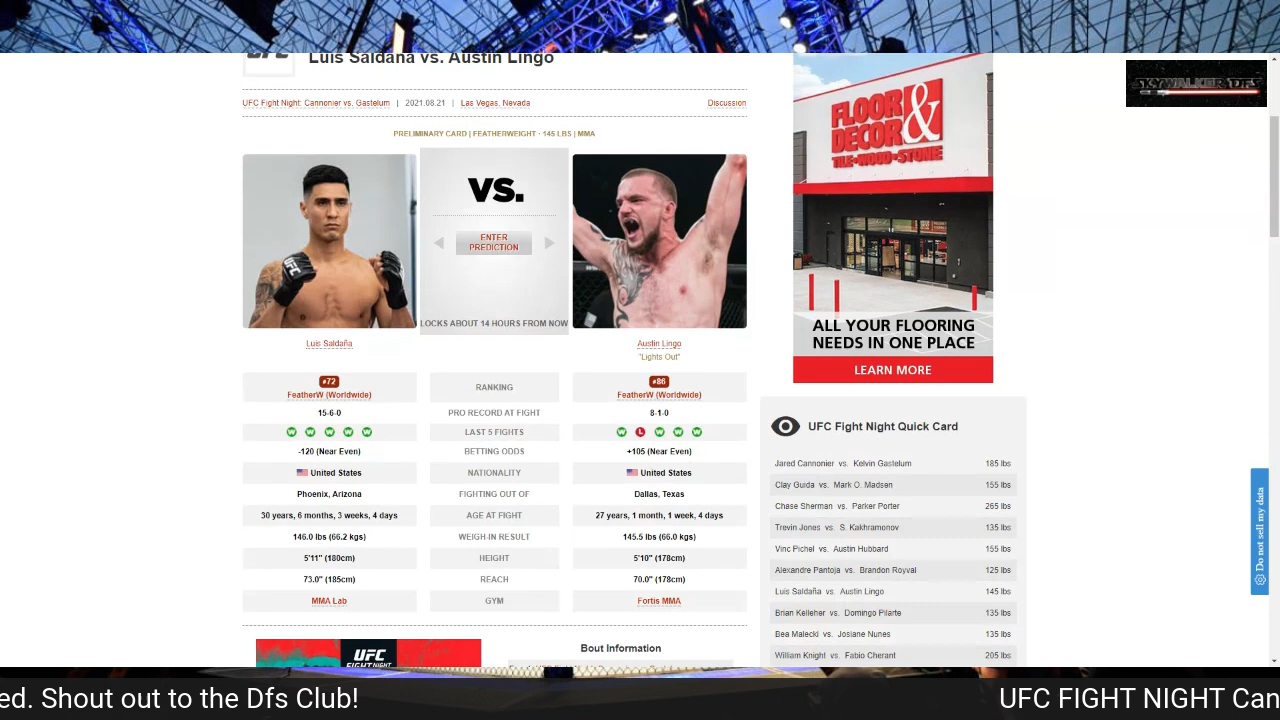 UFC
Luis Saldaña vs. Austin Lingo
SKYWALKER DFS
UFC Fight Night: Cannonier vs. Gastelum | 2021.08.21 | Las Vegas, Nevada
Discussion
PRELIMINARY CARD | FEATHERWEIGHT · 145 LBS | MMA
UFC
VS.
ENTER
PREDICTION
LOCKS ABOUT 14 HOURS FROM NOW
Luis Saldaña
Austin Lingo
"Lights Out"
#72
FeatherW (Worldwide)
RANKING
#86
FeatherW (Worldwide)
15-6-0 PRO RECORD AT FIGHT 8-1-0
W W W W W LAST 5 FIGHTS W L W W W
-120 (Near Even) BETTING ODDS +105 (Near Even)
United States NATIONALITY United States
Phoenix, Arizona FIGHTING OUT OF Dallas, Texas
30 years, 6 months, 3 weeks, 4 days AGE AT FIGHT 27 years, 1 month, 1 week, 4 days
146.0 lbs (66.2 kgs) WEIGH-IN RESULT 145.5 lbs (66.0 kgs)
5'11" (180cm) HEIGHT 5'10" (178cm)
73.0" (185cm) REACH 70.0" (178cm)
MMA Lab GYM Fortis MMA
UFC
FIGHT NIGHT
Bout Information
FLOOR &
DECOR
TILE•WOOD•STONE
ALL YOUR FLOORING
NEEDS IN ONE PLACE
LEARN MORE
UFC Fight Night Quick Card
Jared Cannonier vs. Kelvin Gastelum 185 lbs
Clay Guida vs. Mark O. Madsen 155 lbs
Chase Sherman vs. Parker Porter 265 lbs
Trevin Jones vs. S. Kakhramonov 135 lbs
Vinc Pichel vs. Austin Hubbard 155 lbs
Alexandre Pantoja vs. Brandon Royval 125 lbs
Luis Saldaña vs. Austin Lingo 145 lbs
Brian Kelleher vs. Domingo Pilarte 135 lbs
Bea Malecki vs. Josiane Nunes 135 lbs
William Knight vs. Fabio Cherant 205 lbs
Do not sell my data
ed. Shout out to the Dfs Club!
UFC FIGHT NIGHT Can